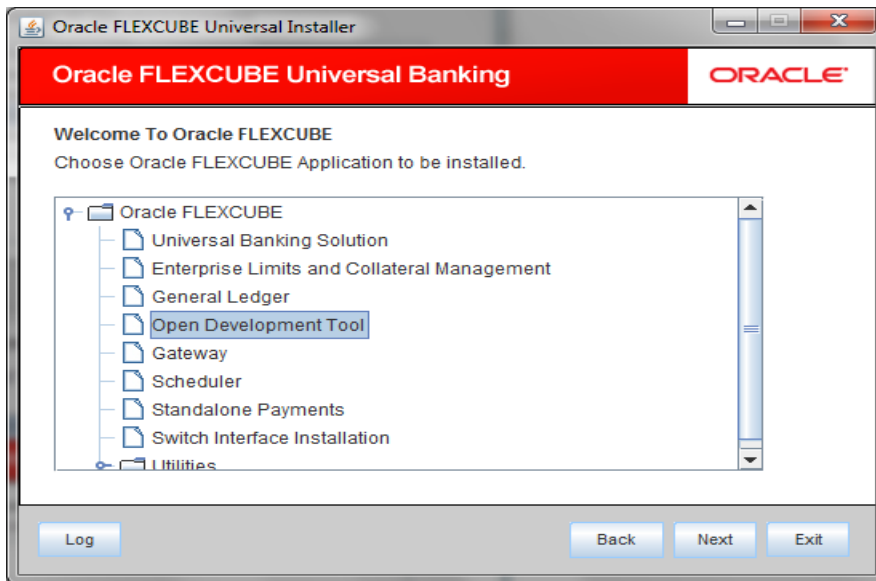 Oracle FLEXCUBE Universal Installer
Oracle FLEXCUBE Universal Banking
ORACLE
Welcome To Oracle FLEXCUBE
Choose Oracle FLEXCUBE Application to be installed.
Oracle FLEXCUBE
Universal Banking Solution
Enterprise Limits and Collateral Management
General Ledger
Open Development Tool
Gateway
Scheduler
Standalone Payments
Switch Interface Installation
Utilities
Log Back Next Exit